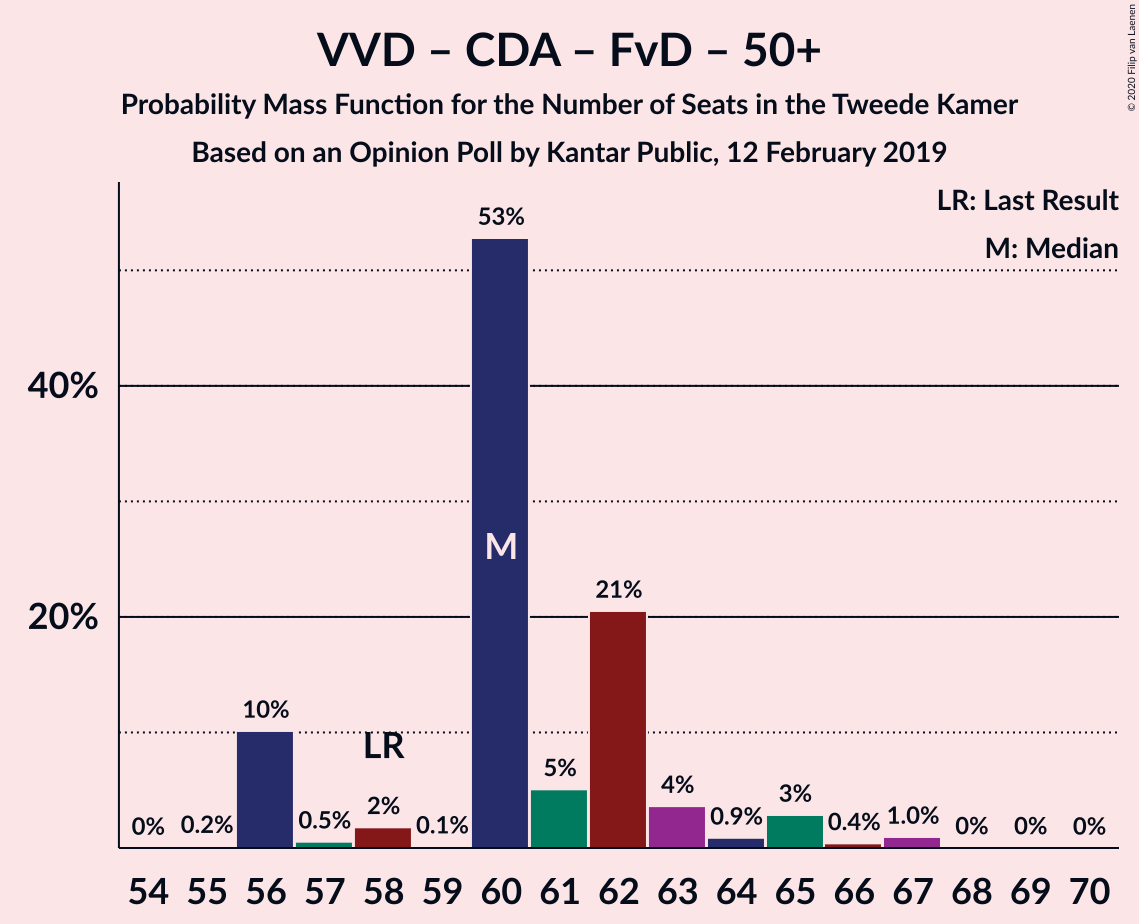 VVD – CDA – FvD – 50+
Probability Mass Function for the Number of Seats in the Tweede Kamer
Based on an Opinion Poll by Kantar Public, 12 February 2019
© 2020 Filip van Laenen
LR: Last Result
M: Median
40%
20%
0%
0.2%
10%
0.5%
2%
LR
0.1%
53%
M
5%
21%
4%
0.9%
3%
0.4%
1.0%
0%
0%
0%
54 55 56 57 58 59 60 61 62 63 64 65 66 67 68 69 70